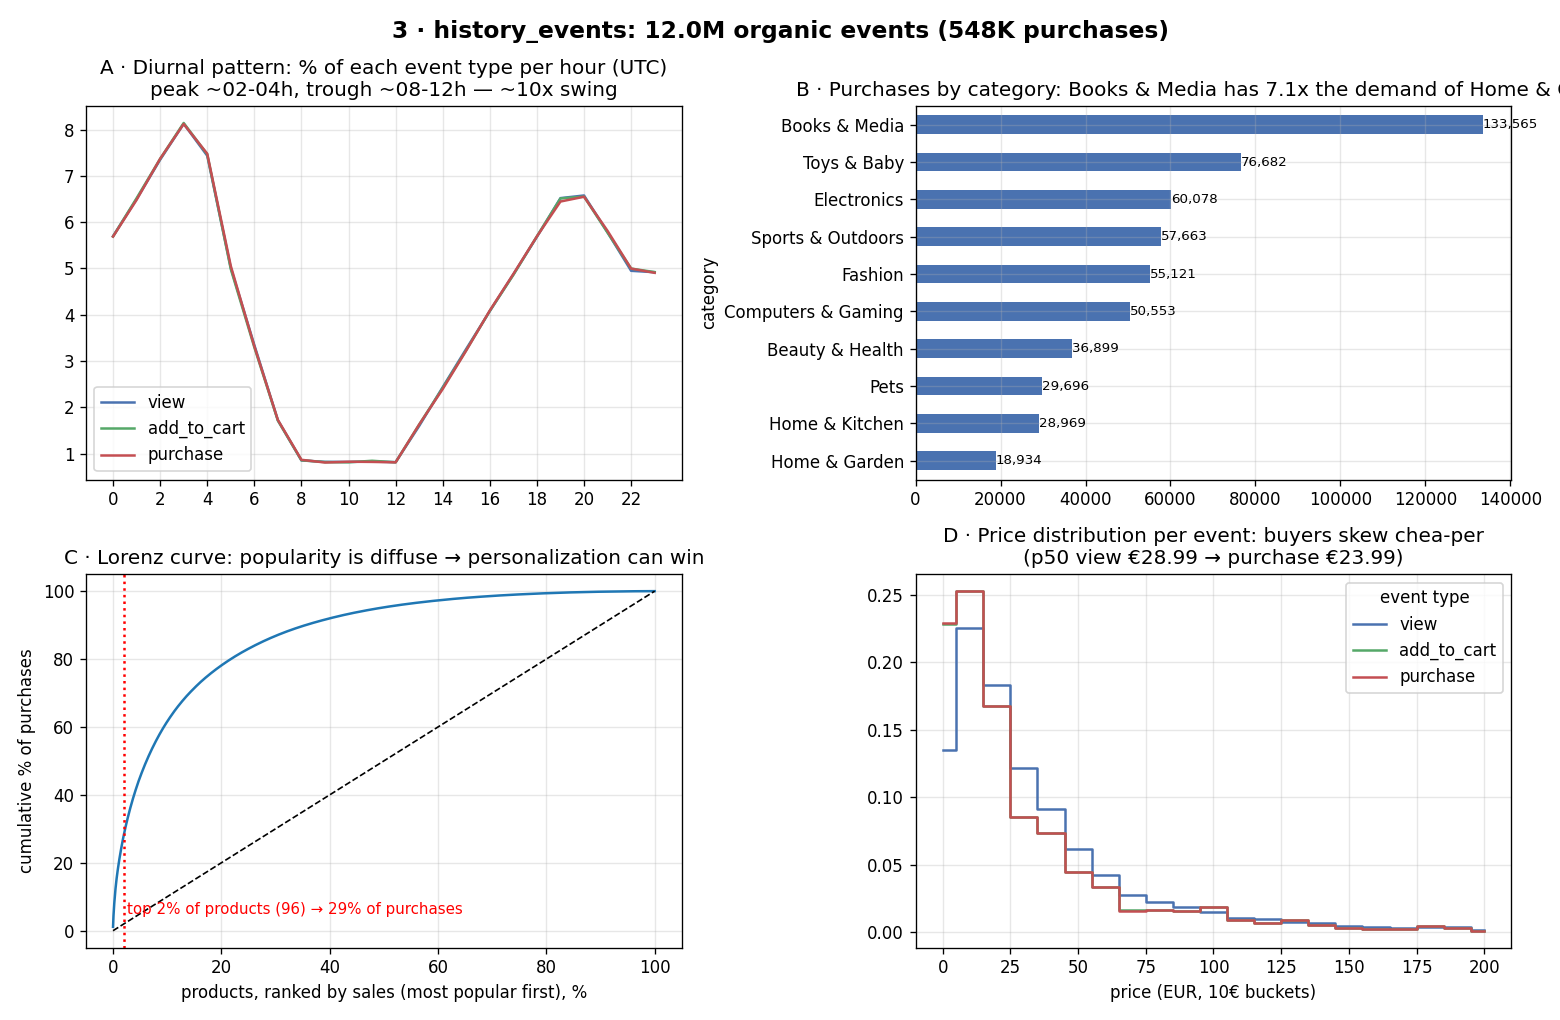 3 · history_events: 12.0M organic events (548K purchases)
A · Diurnal pattern: % of each event type per hour (UTC)
peak ~02-04h, trough ~08-12h — ~10x swing
8
7
6
5
4
3
2
1
0 2 4 6 8 10 12 14 16 18 20 22
view
add_to_cart
purchase
B · Purchases by category: Books & Media has 7.1x the demand of Home &
category
Books & Media 133,565
Toys & Baby 76,682
Electronics 60,078
Sports & Outdoors 57,663
Fashion 55,121
Computers & Gaming 50,553
Beauty & Health 36,899
Pets 29,696
Home & Kitchen 28,969
Home & Garden 18,934
0 20000 40000 60000 80000 100000 120000 140000
C · Lorenz curve: popularity is diffuse → personalization can win
cumulative % of purchases
100
80
60
40
20
0
top 2% of products (96) → 29% of purchases
0 20 40 60 80 100
products, ranked by sales (most popular first), %
D · Price distribution per event: buyers skew chea-per
(p50 view €28.99 → purchase €23.99)
0.25
0.20
0.15
0.10
0.05
0.00
event type
view
add_to_cart
purchase
0 25 50 75 100 125 150 175 200
price (EUR, 10€ buckets)